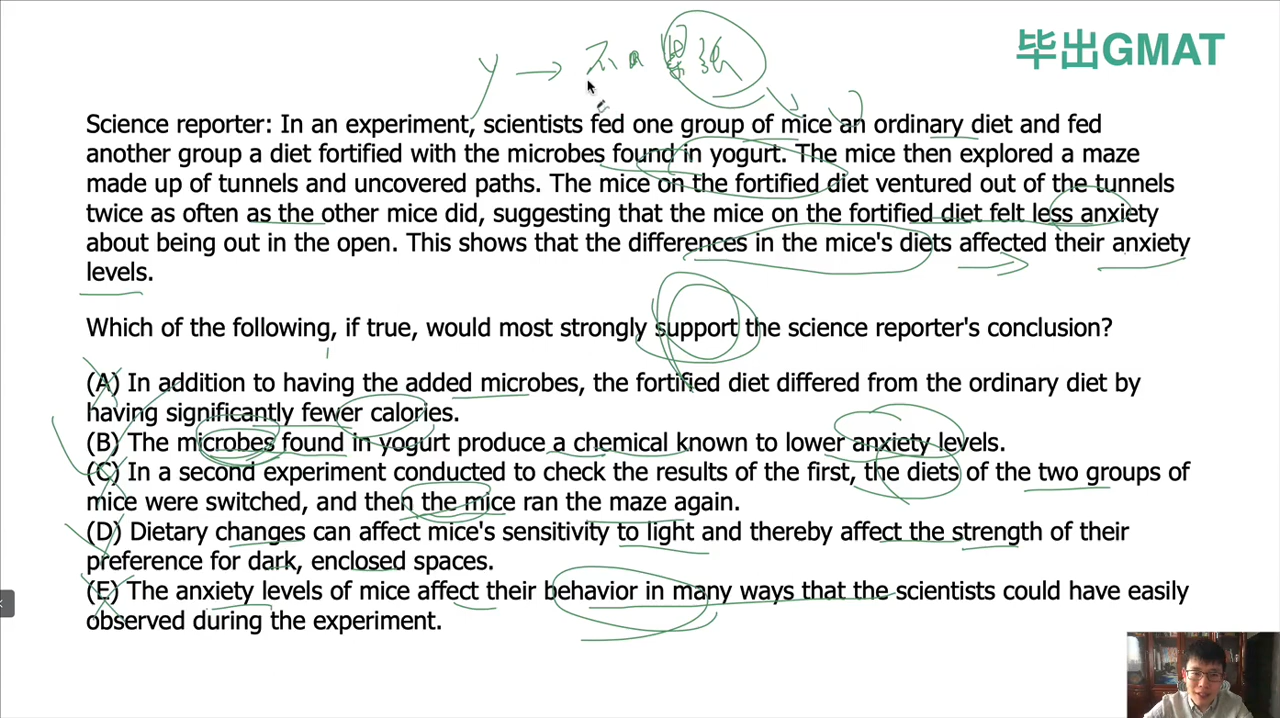 毕出GMAT
y → 不紧张
Science reporter: In an experiment, scientists fed one group of mice an ordinary diet and fed
another group a diet fortified with the microbes found in yogurt. The mice then explored a maze
made up of tunnels and uncovered paths. The mice on the fortified diet ventured out of the tunnels
twice as often as the other mice did, suggesting that the mice on the fortified diet felt less anxiety
about being out in the open. This shows that the differences in the mice's diets affected their anxiety
levels.
Which of the following, if true, would most strongly support the science reporter's conclusion?
(A) In addition to having the added microbes, the fortified diet differed from the ordinary diet by
having significantly fewer calories.
(B) The microbes found in yogurt produce a chemical known to lower anxiety levels.
(C) In a second experiment conducted to check the results of the first, the diets of the two groups of
mice were switched, and then the mice ran the maze again.
(D) Dietary changes can affect mice's sensitivity to light and thereby affect the strength of their
preference for dark, enclosed spaces.
(E) The anxiety levels of mice affect their behavior in many ways that the scientists could have easily
observed during the experiment.